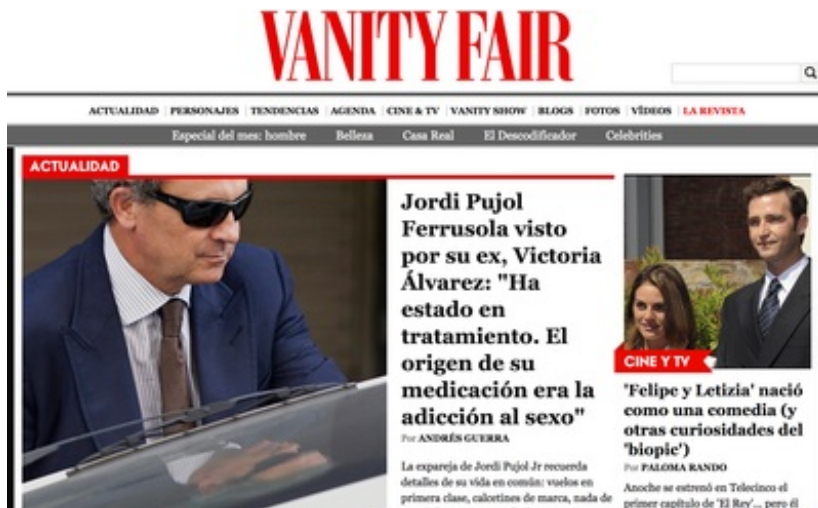 VANITY FAIR
ACTUALIDAD PERSONAJES TENDENCIAS AGENDA CINE & TV VANITY SHOW BLOGS FOTOS VÍDEOS LA REVISTA
Especial del mes: hombre Belleza Casa Real El Descodificador Celebrities
ACTUALIDAD
Jordi Pujol
Ferrusola visto
por su ex, Victoria
Álvarez: "Ha
estado en
tratamiento. El
origen de su
medicación era la
adicción al sexo"
Por ANDRÉS GUERRA
La expareja de Jordi Pujol Jr recuerda
detalles de su vida en común: vuelos en
primera clase, calcetines de marca, nada de
CINE Y TV
'Felipe y Letizia' nació
como una comedia (y
otras curiosidades del
'biopic')
Por PALOMA RANDO
Anoche se estrenó en Telecinco el
primer capítulo de 'El Rey'... pero él